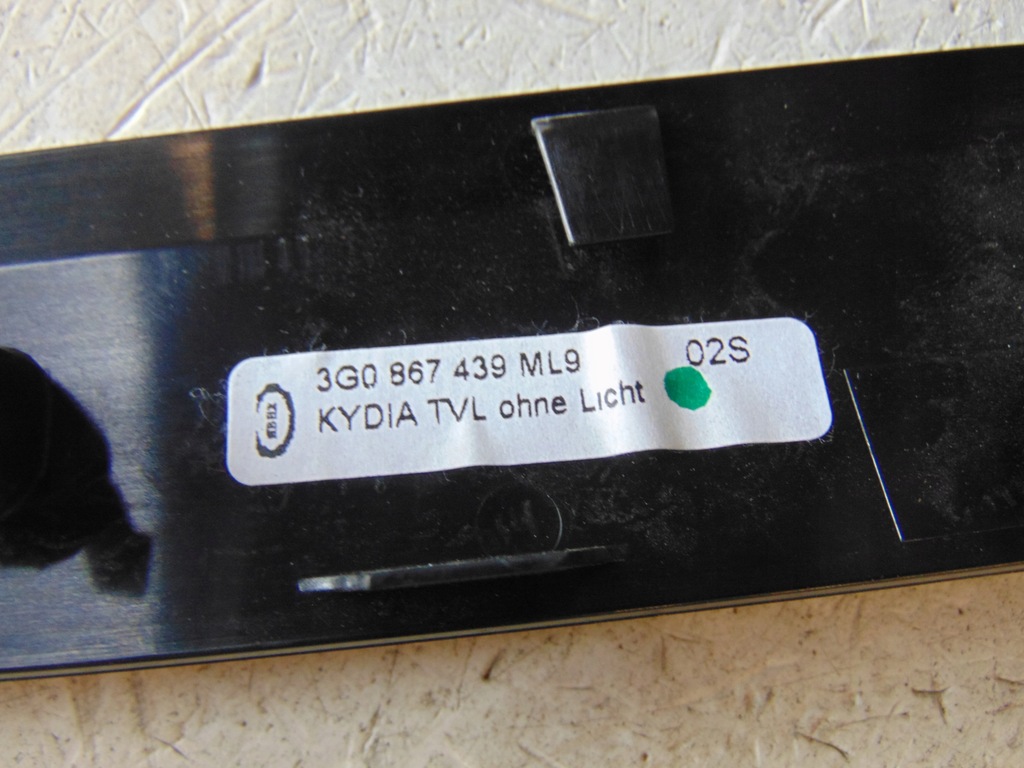 3G0 867 439 ML9 02S
KYDIA TVL ohne Licht